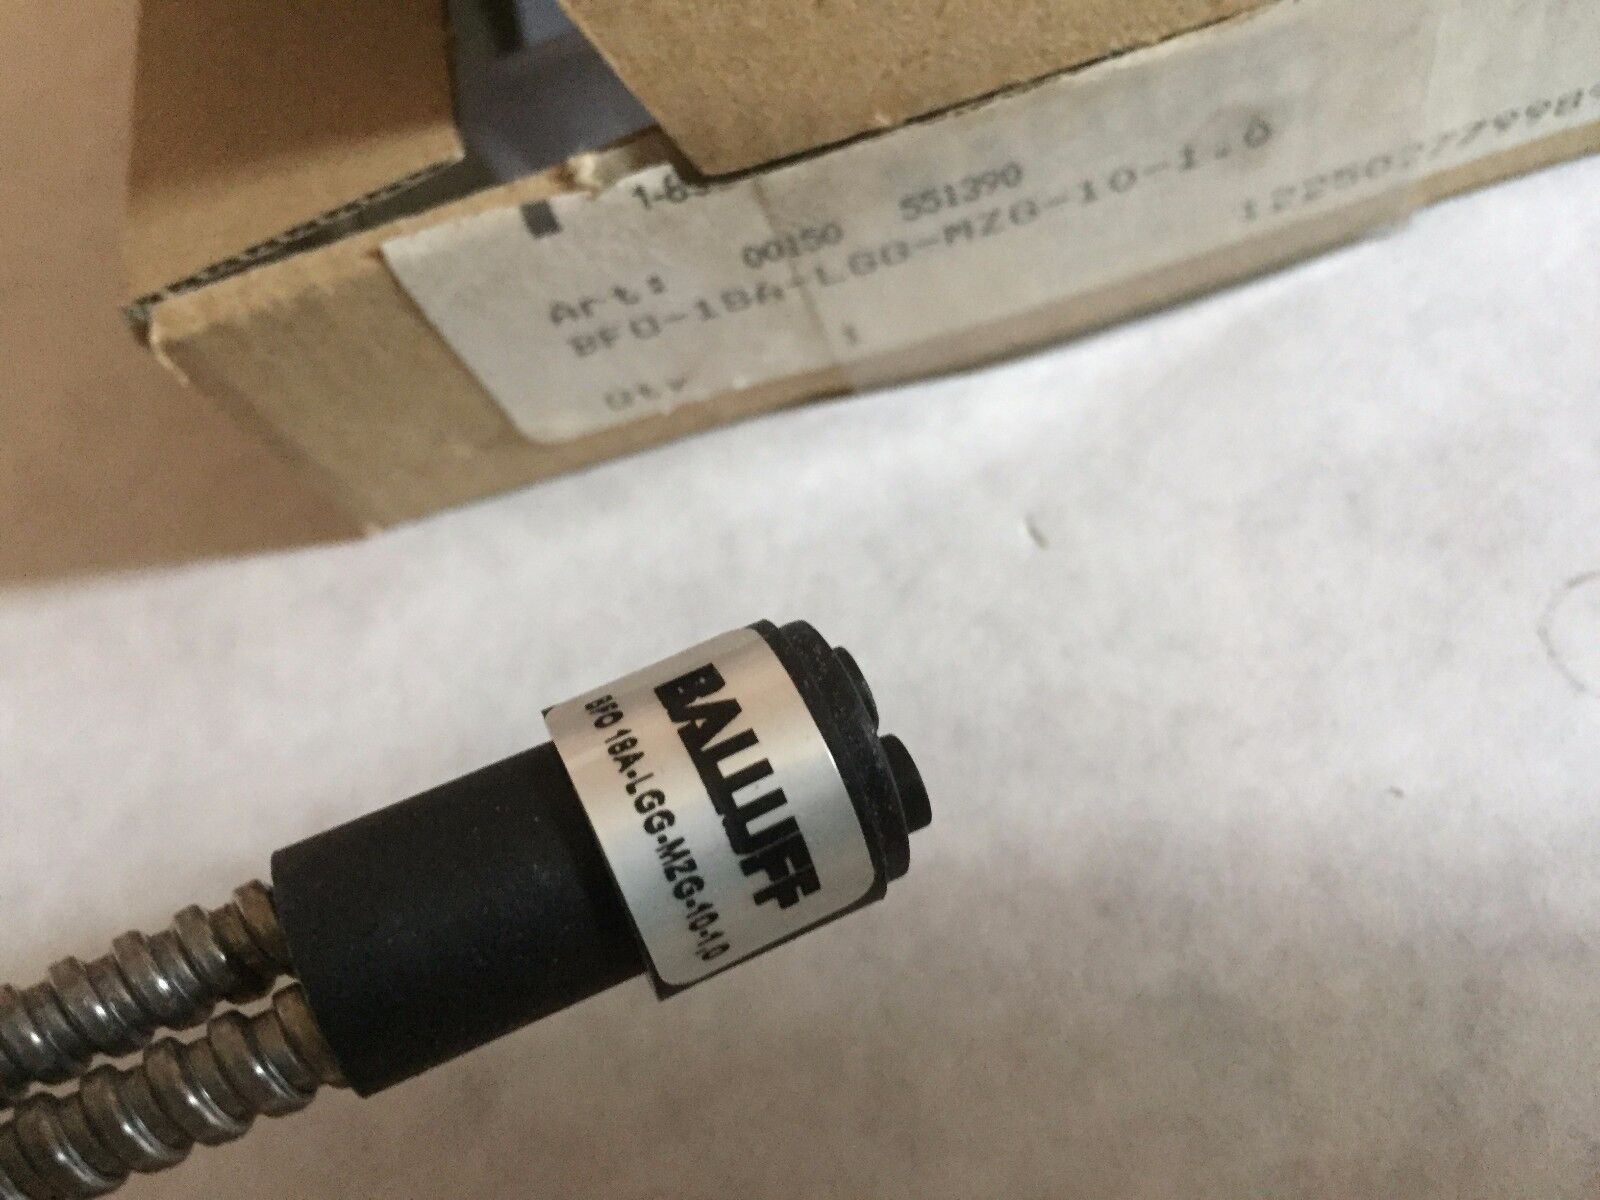 Art: 00150 551390
BFO-18A-LGG-MZG-10-1.0
Qty 1
BALLUFF
BFO 18A-LGG-MZG-10-1,0